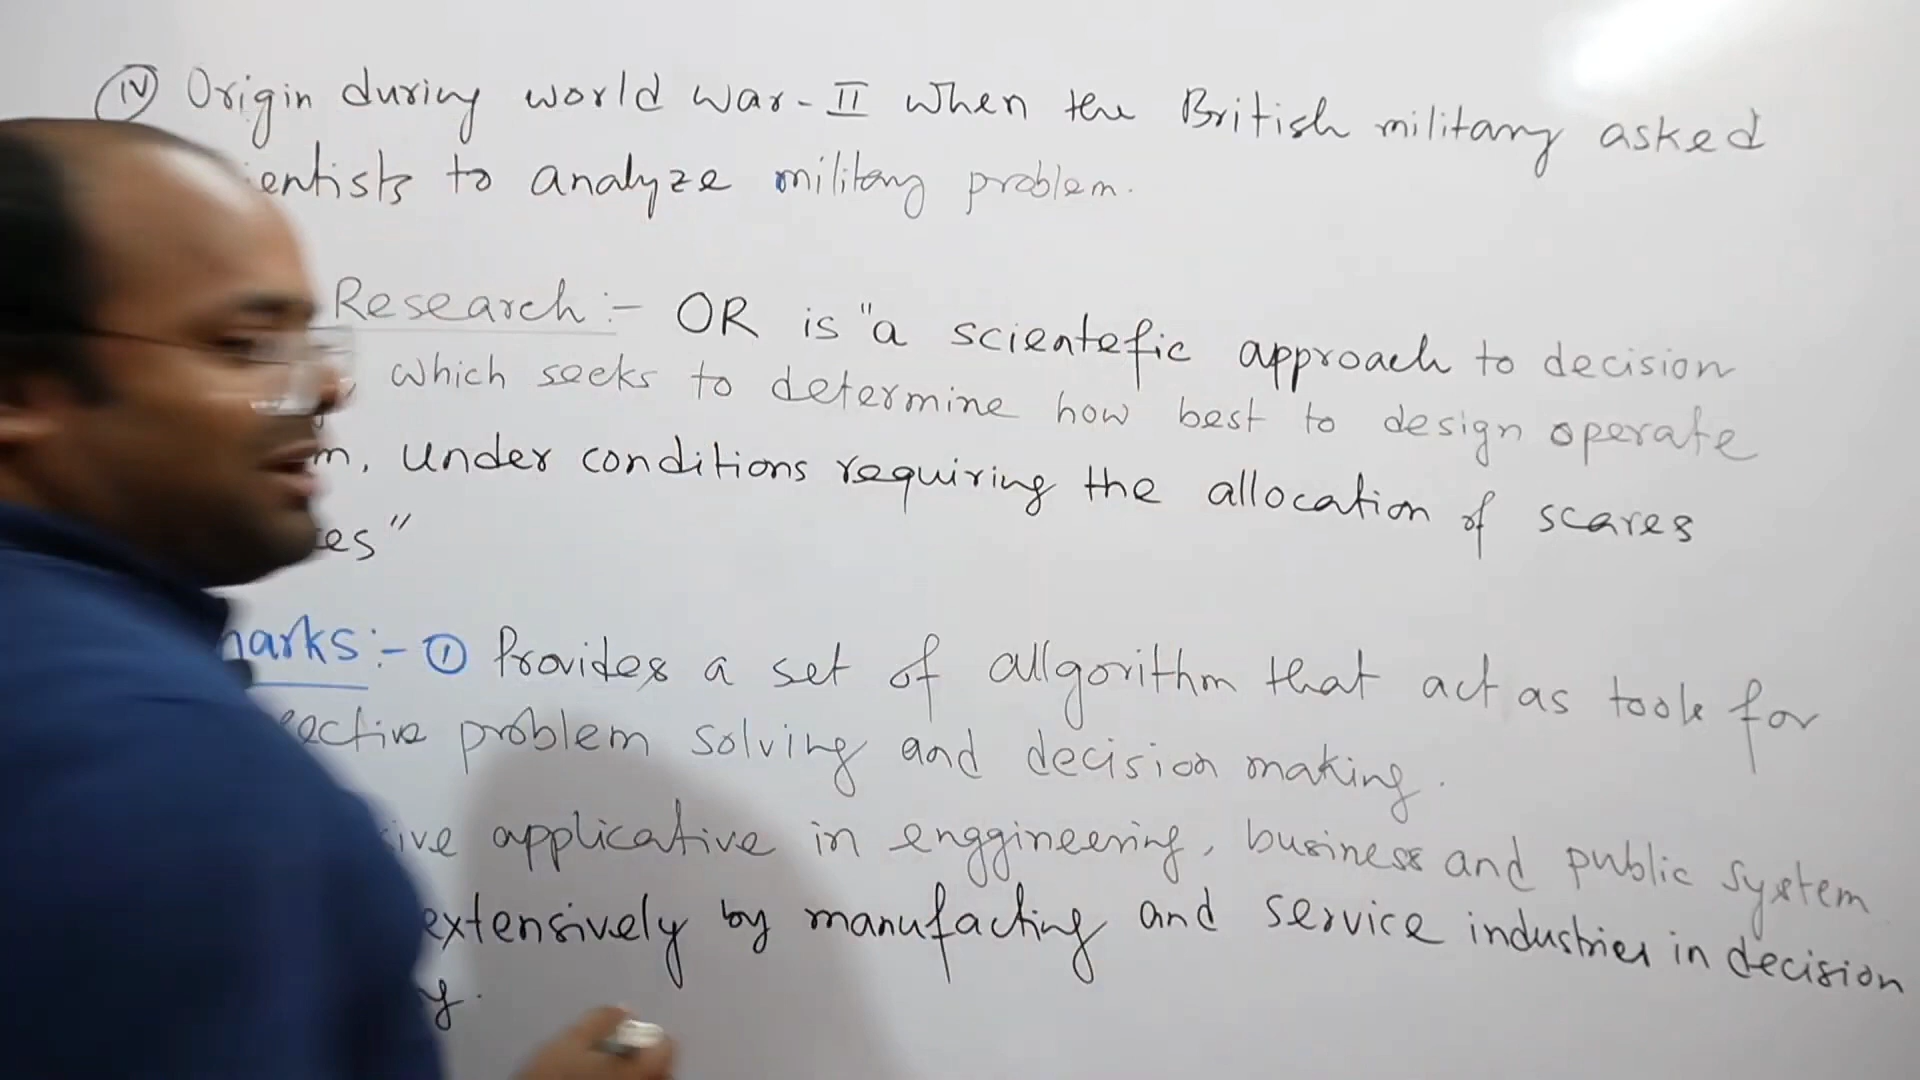 (IV) Origin during world war-II when the British military asked
entists to analyze military problem.
Research :- OR is "a scientefic approach to decision
, which seeks to determine how best to design operate
m, under conditions requiring the allocation of scares
es"
marks :- (1) Provides a set of allgorithm that act as tools for
ective problem solving and decision making.
ive applicative in enggineering, business and public system
extensively by manufacting and service industries in decision
y.